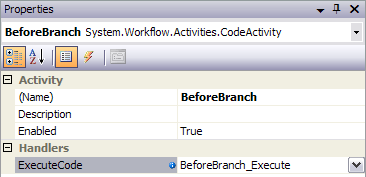 Properties
BeforeBranch System.Workflow.Activities.CodeActivity
Activity
(Name) BeforeBranch
Description
Enabled True
Handlers
ExecuteCode BeforeBranch_Execute